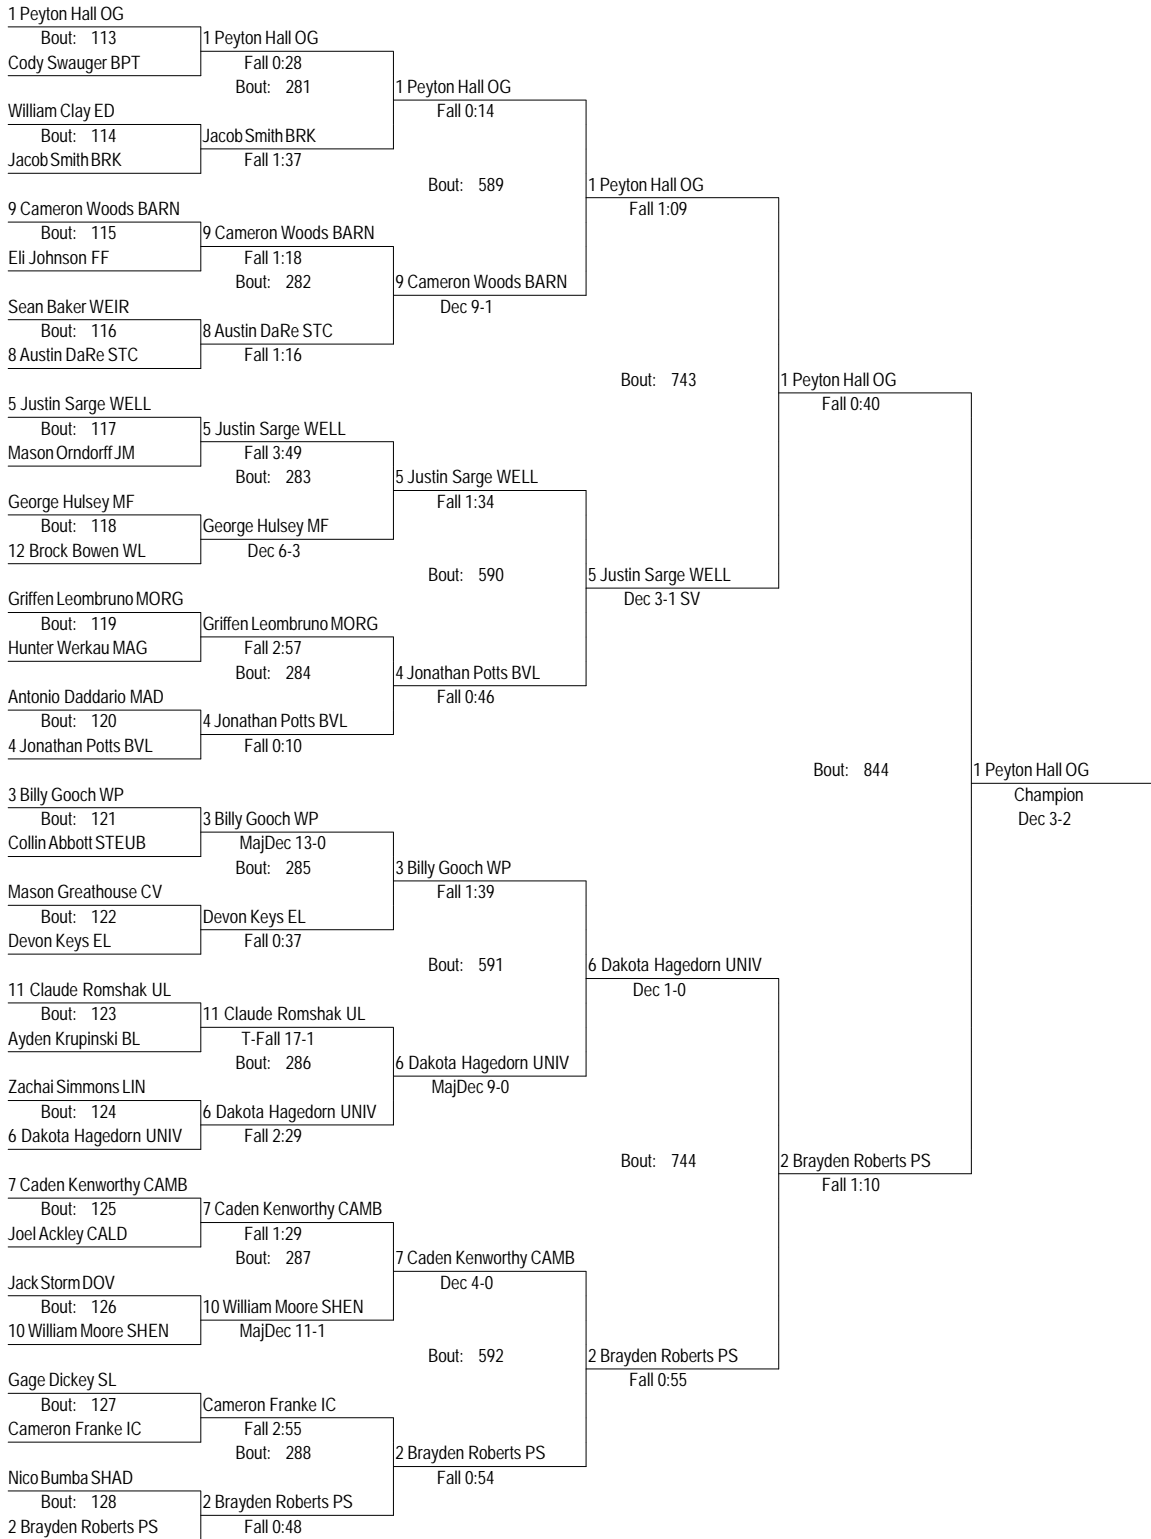 1 Peyton Hall OG
Bout: 113
1 Peyton Hall OG
Cody Swauger BPT
Fall 0:28
Bout: 281
1 Peyton Hall OG
William Clay ED
Fall 0:14
Bout: 114
Jacob Smith BRK
Jacob Smith BRK
Fall 1:37
Bout: 589
1 Peyton Hall OG
9 Cameron Woods BARN
Fall 1:09
Bout: 115
9 Cameron Woods BARN
Eli Johnson FF
Fall 1:18
Bout: 282
9 Cameron Woods BARN
Sean Baker WEIR
Dec 9-1
Bout: 116
8 Austin DaRe STC
8 Austin DaRe STC
Fall 1:16
Bout: 743
1 Peyton Hall OG
5 Justin Sarge WELL
Fall 0:40
Bout: 117
5 Justin Sarge WELL
Mason Orndorff JM
Fall 3:49
Bout: 283
5 Justin Sarge WELL
George Hulsey MF
Fall 1:34
Bout: 118
George Hulsey MF
12 Brock Bowen WL
Dec 6-3
Bout: 590
5 Justin Sarge WELL
Griffen Leombruno MORG
Dec 3-1 SV
Bout: 119
Griffen Leombruno MORG
Hunter Werkau MAG
Fall 2:57
Bout: 284
4 Jonathan Potts BVL
Antonio Daddario MAD
Fall 0:46
Bout: 120
4 Jonathan Potts BVL
4 Jonathan Potts BVL
Fall 0:10
Bout: 844
1 Peyton Hall OG
3 Billy Gooch WP
Champion
Bout: 121
3 Billy Gooch WP
Dec 3-2
Collin Abbott STEUB
MajDec 13-0
Bout: 285
3 Billy Gooch WP
Mason Greathouse CV
Fall 1:39
Bout: 122
Devon Keys EL
Devon Keys EL
Fall 0:37
Bout: 591
6 Dakota Hagedorn UNIV
11 Claude Romshak UL
Dec 1-0
Bout: 123
11 Claude Romshak UL
Ayden Krupinski BL
T-Fall 17-1
Bout: 286
6 Dakota Hagedorn UNIV
Zachai Simmons LIN
MajDec 9-0
Bout: 124
6 Dakota Hagedorn UNIV
6 Dakota Hagedorn UNIV
Fall 2:29
Bout: 744
2 Brayden Roberts PS
7 Caden Kenworthy CAMB
Fall 1:10
Bout: 125
7 Caden Kenworthy CAMB
Joel Ackley CALD
Fall 1:29
Bout: 287
7 Caden Kenworthy CAMB
Jack Storm DOV
Dec 4-0
Bout: 126
10 William Moore SHEN
10 William Moore SHEN
MajDec 11-1
Bout: 592
2 Brayden Roberts PS
Gage Dickey SL
Fall 0:55
Bout: 127
Cameron Franke IC
Cameron Franke IC
Fall 2:55
Bout: 288
2 Brayden Roberts PS
Nico Bumba SHAD
Fall 0:54
Bout: 128
2 Brayden Roberts PS
2 Brayden Roberts PS
Fall 0:48